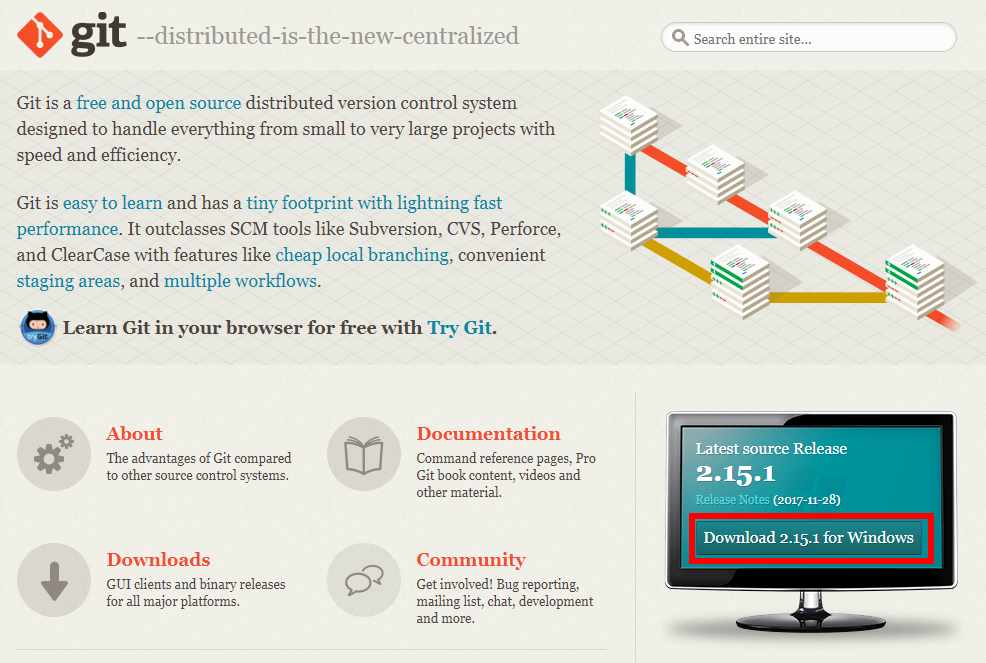 git --distributed-is-the-new-centralized
Search entire site...
Git is a free and open source distributed version control system
designed to handle everything from small to very large projects with
speed and efficiency.
Git is easy to learn and has a tiny footprint with lightning fast
performance. It outclasses SCM tools like Subversion, CVS, Perforce,
and ClearCase with features like cheap local branching, convenient
staging areas, and multiple workflows.
TryGit
Learn Git in your browser for free with Try Git.
About
The advantages of Git compared
to other source control systems.
Documentation
Command reference pages, Pro
Git book content, videos and
other material.
Downloads
GUI clients and binary releases
for all major platforms.
Community
Get involved! Bug reporting,
mailing list, chat, development
and more.
Latest source Release
2.15.1
Release Notes (2017-11-28)
Download 2.15.1 for Windows